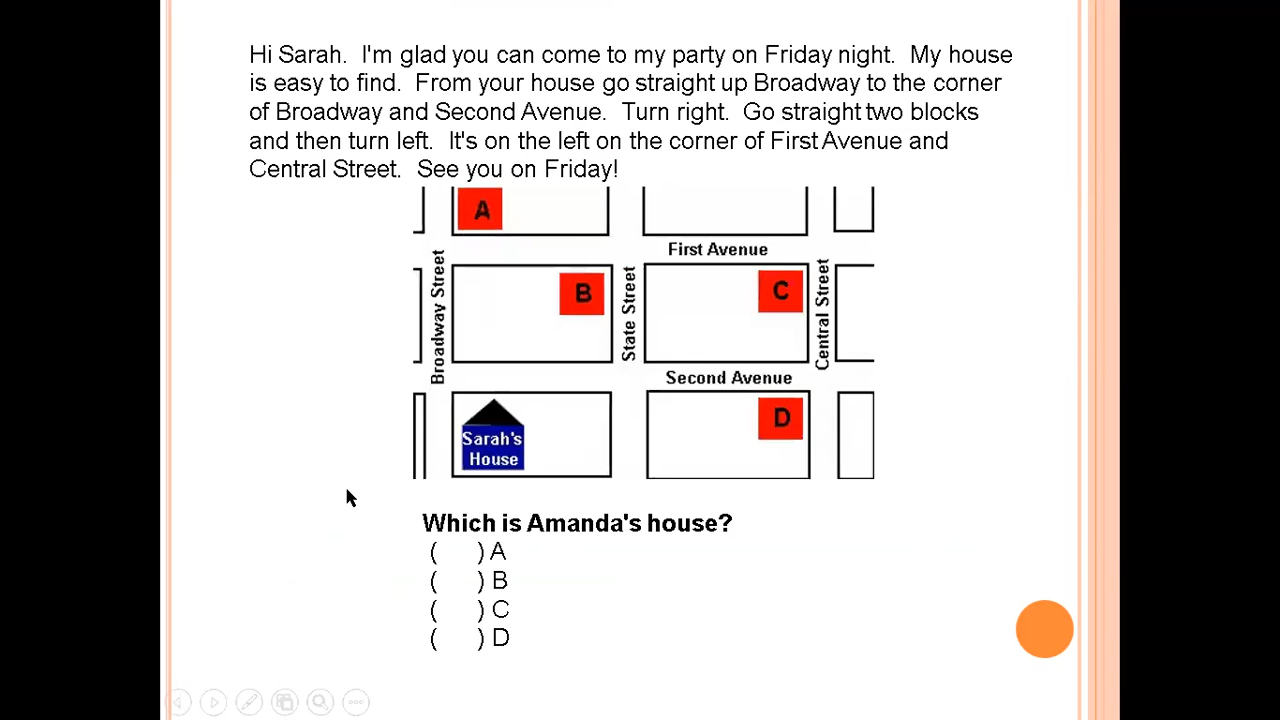 Hi Sarah. I'm glad you can come to my party on Friday night. My house
is easy to find. From your house go straight up Broadway to the corner
of Broadway and Second Avenue. Turn right. Go straight two blocks
and then turn left. It's on the left on the corner of First Avenue and
Central Street. See you on Friday!
A
First Avenue
Broadway Street
B
State Street
C
Central Street
Second Avenue
Sarah's
House
D
Which is Amanda's house?
( ) A
( ) B
( ) C
( ) D